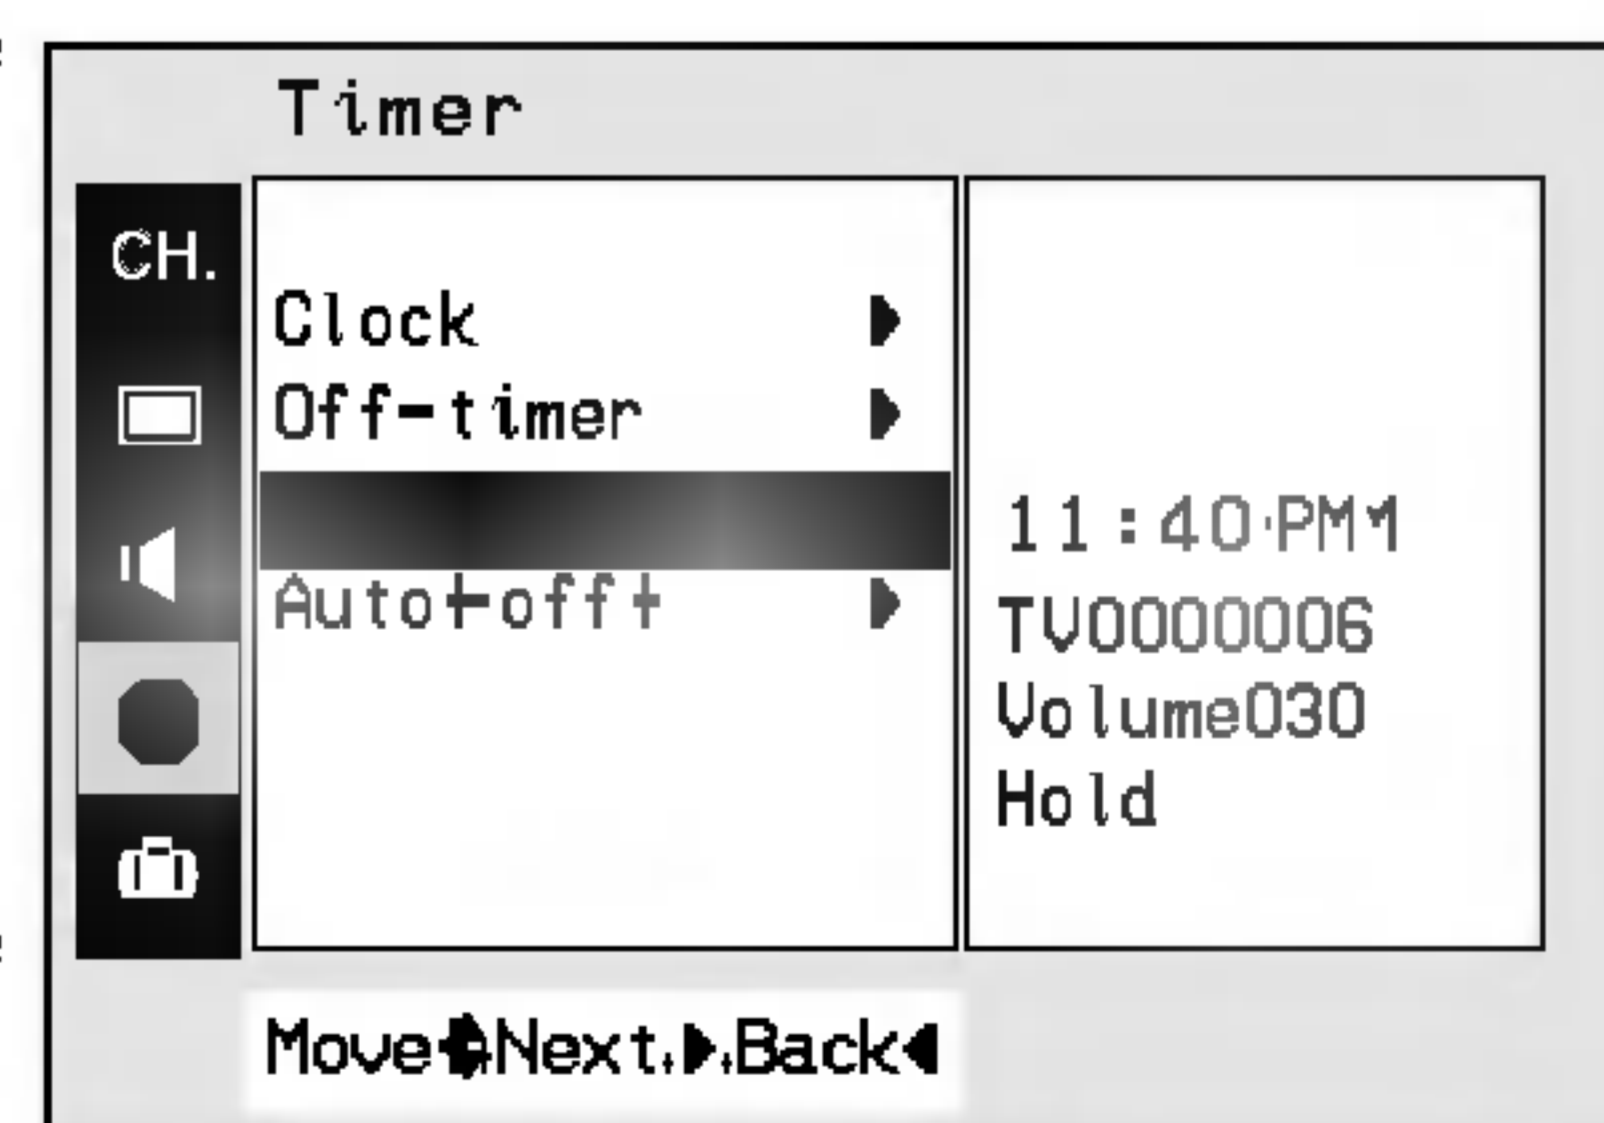 Timer
CH.
Clock
Off-timer
11:40 PM
Auto-off
TV0000006
Volume030
Hold
Move Next Back